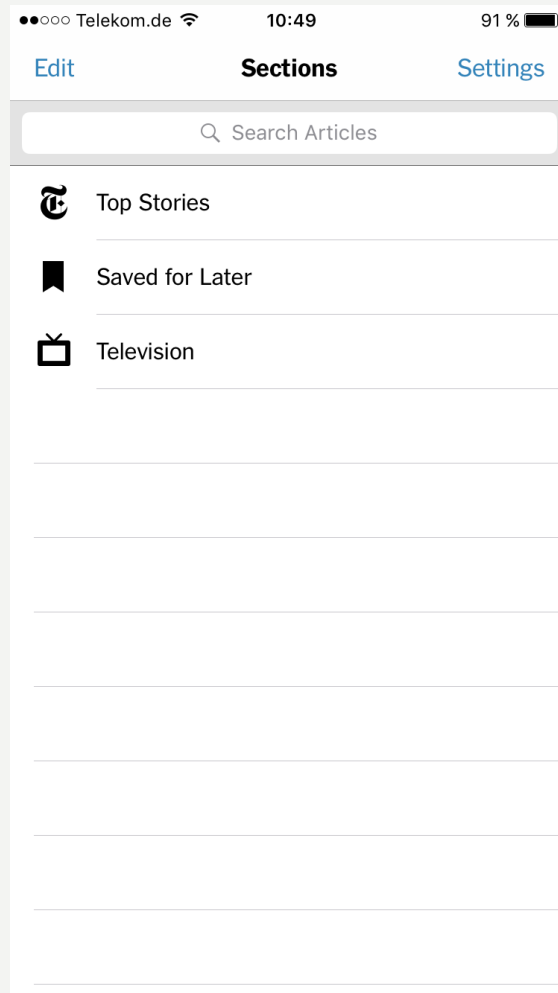 Telekom.de 10:49 91 %
Edit Sections Settings
Search Articles
Top Stories
Saved for Later
Television